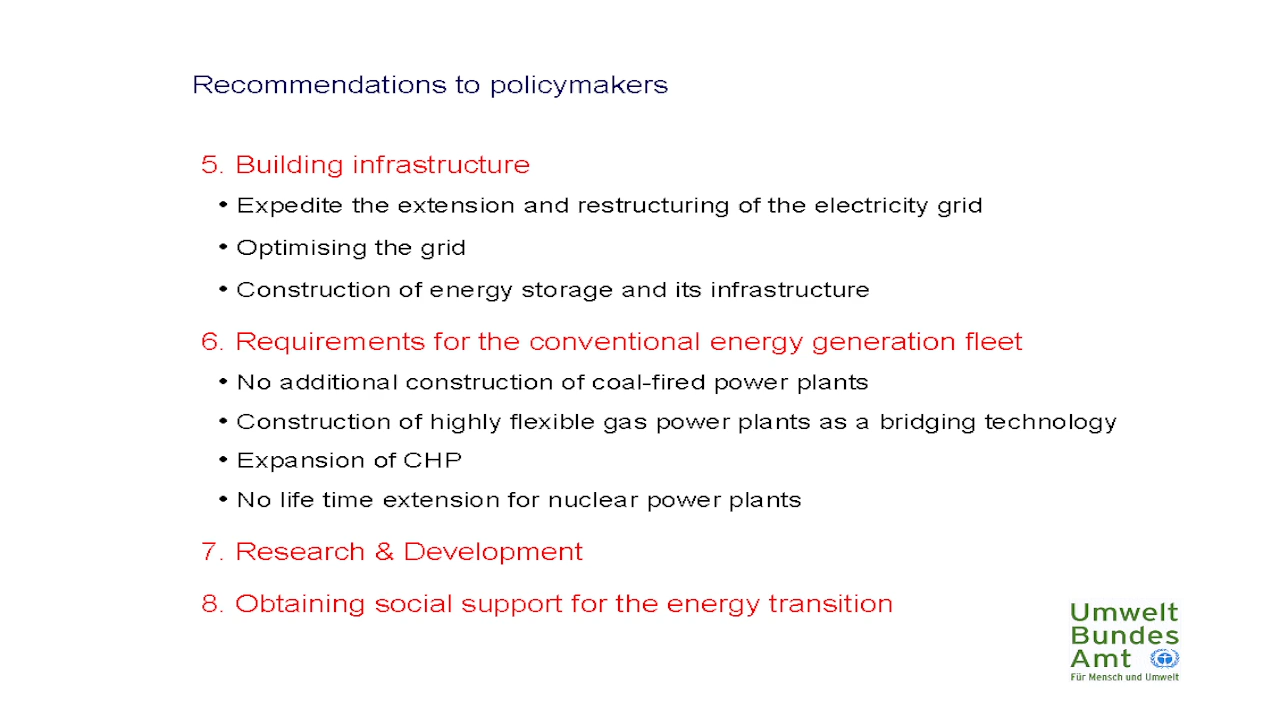 Recommendations to policymakers
5. Building infrastructure
• Expedite the extension and restructuring of the electricity grid
• Optimising the grid
• Construction of energy storage and its infrastructure
6. Requirements for the conventional energy generation fleet
• No additional construction of coal-fired power plants
• Construction of highly flexible gas power plants as a bridging technology
• Expansion of CHP
• No life time extension for nuclear power plants
7. Research & Development
8. Obtaining social support for the energy transition
Umwelt
Bundes
Amt
Für Mensch und Umwelt